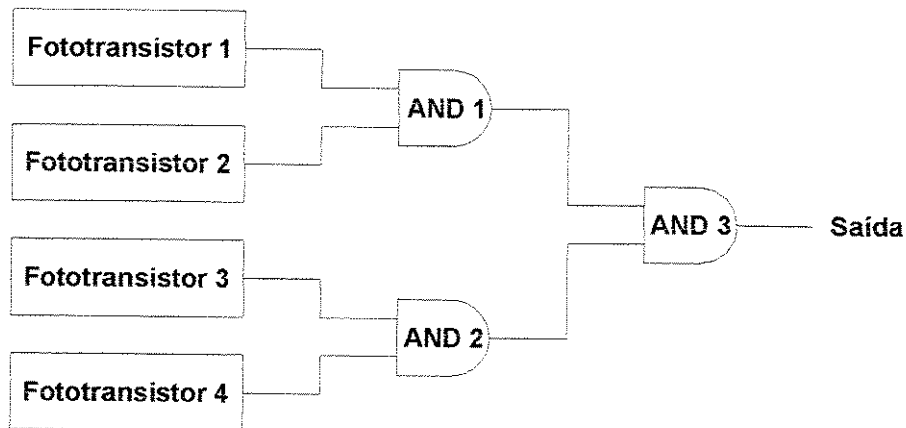 Fototransistor 1
AND 1
Fototransistor 2
AND 3
Saída
Fototransistor 3
AND 2
Fototransistor 4